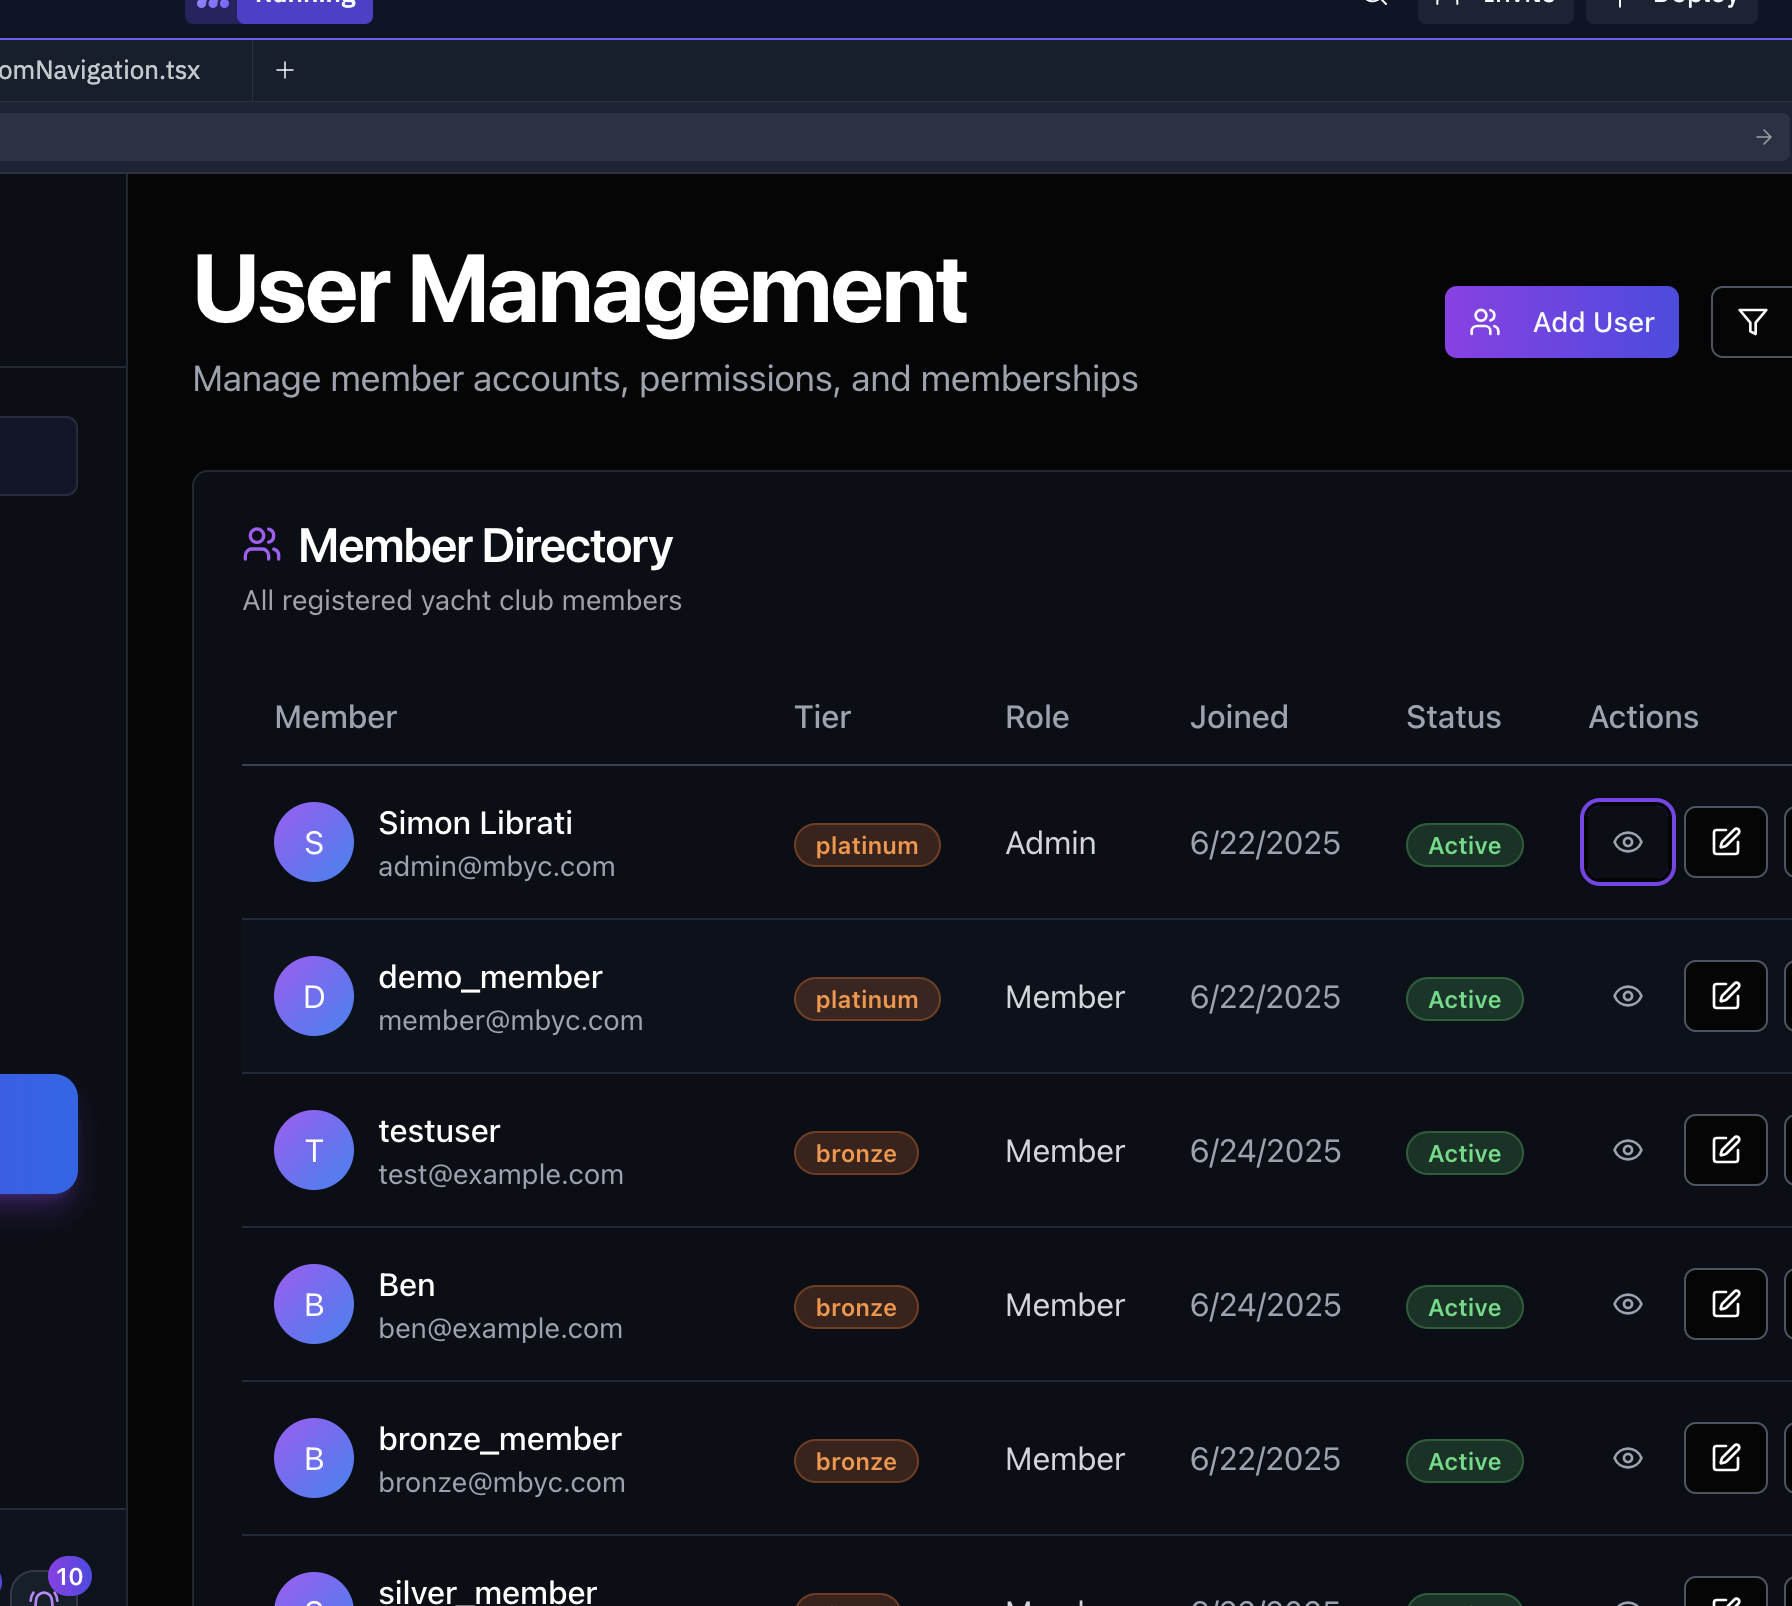 Running
Invite
Deploy
omNavigation.tsx
User Management
Add User
Manage member accounts, permissions, and memberships
Member Directory
All registered yacht club members
Member Tier Role Joined Status Actions
S Simon Librati platinum Admin 6/22/2025 Active
admin@mbyc.com
D demo_member platinum Member 6/22/2025 Active
member@mbyc.com
T testuser bronze Member 6/24/2025 Active
test@example.com
B Ben bronze Member 6/24/2025 Active
ben@example.com
B bronze_member bronze Member 6/22/2025 Active
bronze@mbyc.com
10
silver_member